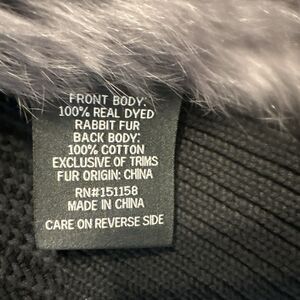 FRONT BODY:
100% REAL DYED
RABBIT FUR
BACK BODY:
100% COTTON
EXCLUSIVE OF TRIMS
FUR ORIGIN: CHINA
RN#151158
MADE IN CHINA
CARE ON REVERSE SIDE